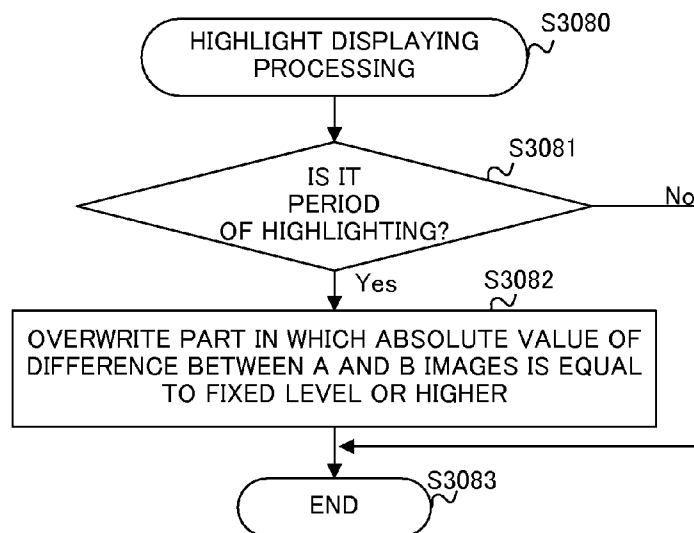 HIGHLIGHT DISPLAYING
PROCESSING
S3080
IS IT
PERIOD
OF HIGHLIGHTING?
S3081
No
Yes
S3082
OVERWRITE PART IN WHICH ABSOLUTE VALUE OF
DIFFERENCE BETWEEN A AND B IMAGES IS EQUAL
TO FIXED LEVEL OR HIGHER
END
S3083